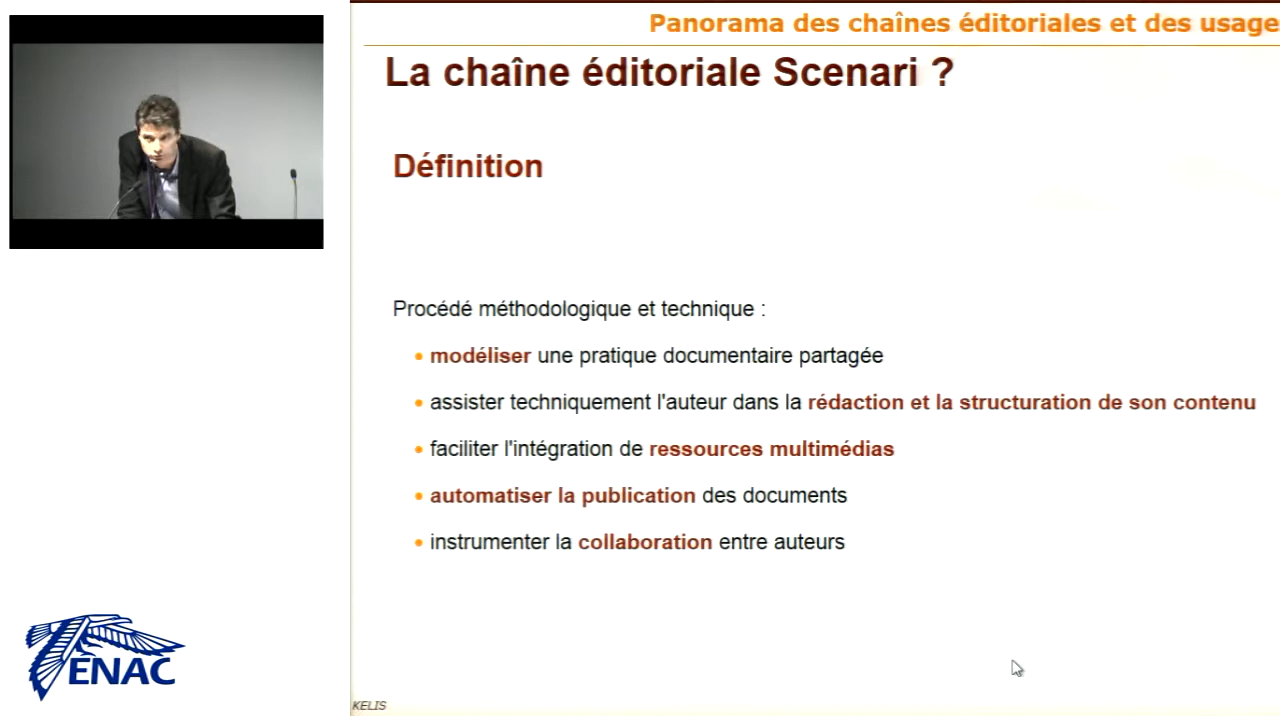 Panorama des chaînes éditoriales et des usage
La chaîne éditoriale Scenari ?
Définition
Procédé méthodologique et technique :
• modéliser une pratique documentaire partagée
• assister techniquement l'auteur dans la rédaction et la structuration de son contenu
• faciliter l'intégration de ressources multimédias
• automatiser la publication des documents
• instrumenter la collaboration entre auteurs
ENAC
KELIS